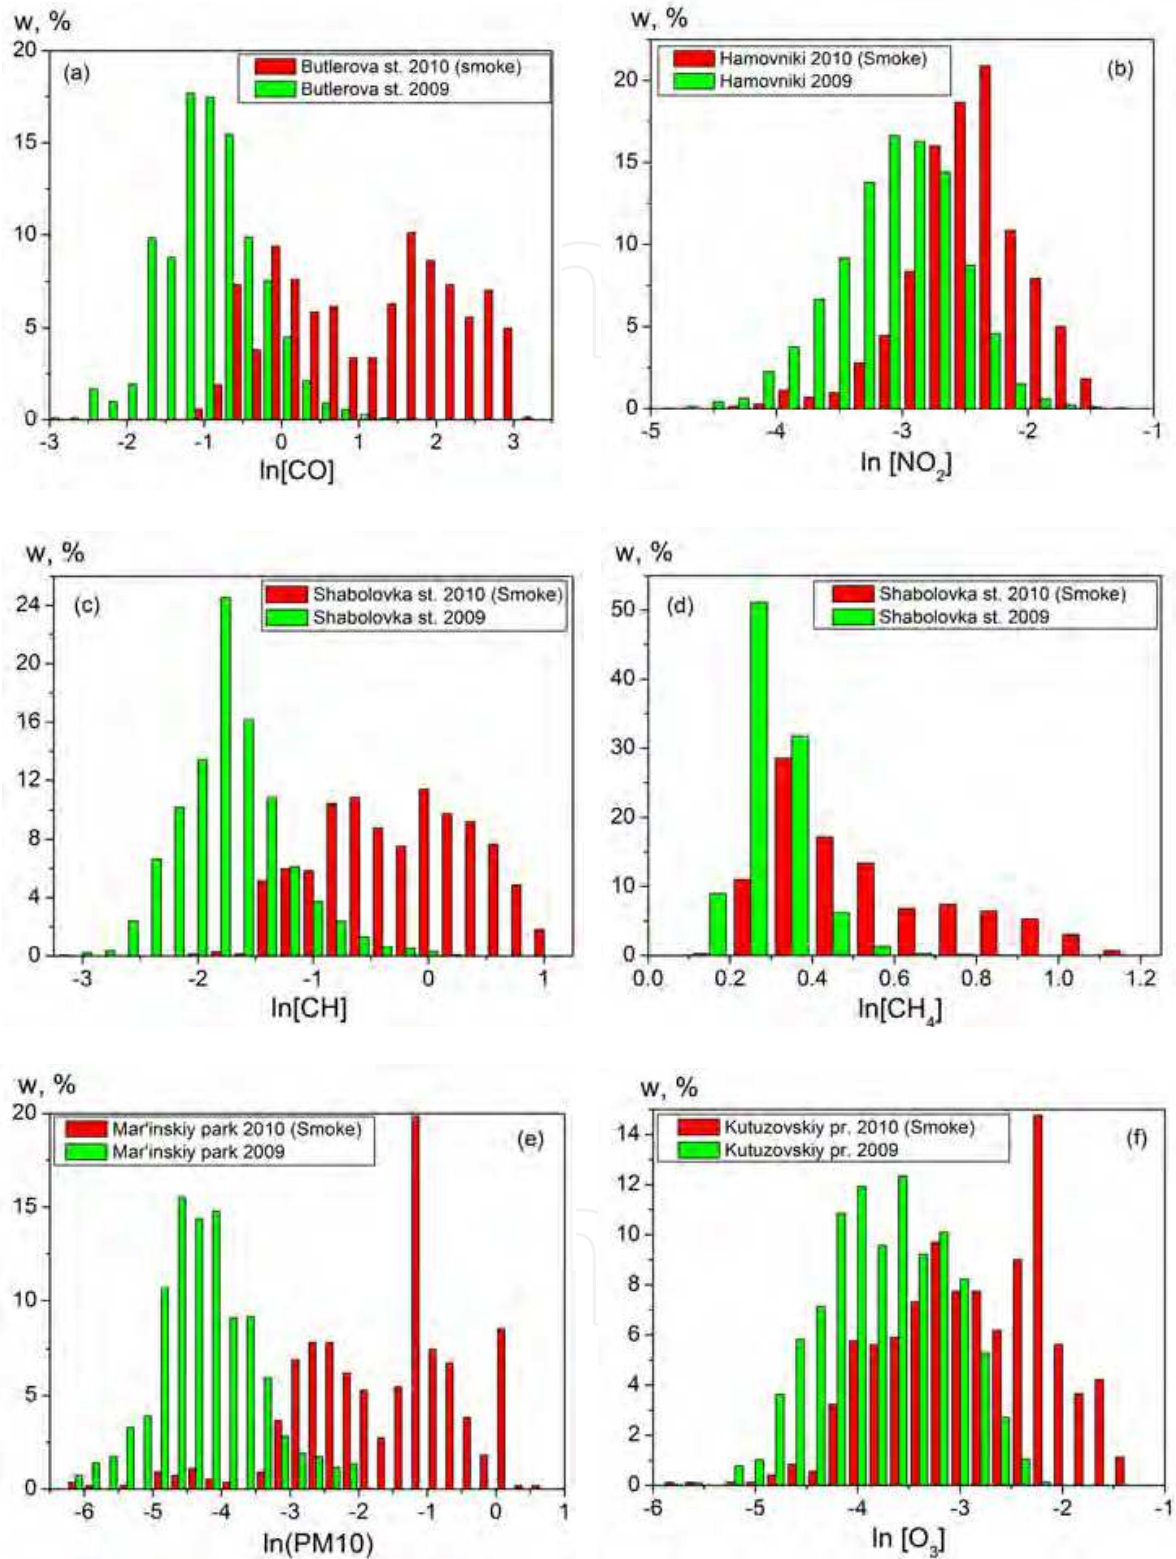 w, %
20
15
10
5
0
(a)
Butlerova st. 2010 (smoke)
Butlerova st. 2009
-3 -2 -1 0 1 2 3
ln[CO]
w, %
20
15
10
5
0
Hamovniki 2010 (Smoke)
Hamovniki 2009
(b)
-5 -4 -3 -2 -1
ln [NO2]
w, %
24
20
16
12
8
4
0
(c)
Shabolovka st. 2010 (Smoke)
Shabolovka st. 2009
-3 -2 -1 0 1
ln[CH]
w, %
50
40
30
20
10
0
(d)
Shabolovka st. 2010 (Smoke)
Shabolovka st. 2009
0.0 0.2 0.4 0.6 0.8 1.0 1.2
ln[CH4]
w, %
20
15
10
5
0
Mar'inskiy park 2010 (Smoke)
Mar'inskiy park 2009
(e)
-6 -5 -4 -3 -2 -1 0 1
ln(PM10)
w, %
14
12
10
8
6
4
2
0
Kutuzovskiy pr. 2010 (Smoke)
Kutuzovskiy pr. 2009
(f)
-6 -5 -4 -3 -2 -1
ln [O3]